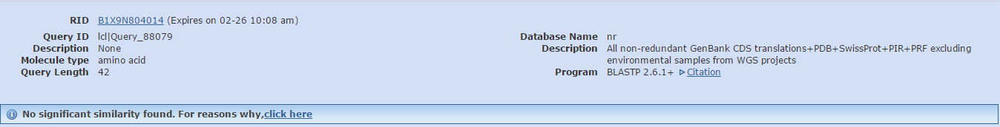 RID B1X9N804014 (Expires on 02-26 10:08 am)
Query ID lcl|Query_88079
Description None
Molecule type amino acid
Query Length 42
Database Name nr
Description All non-redundant GenBank CDS translations+PDB+SwissProt+PIR+PRF excluding
environmental samples from WGS projects
Program BLASTP 2.6.1+ Citation
No significant similarity found. For reasons why,click here